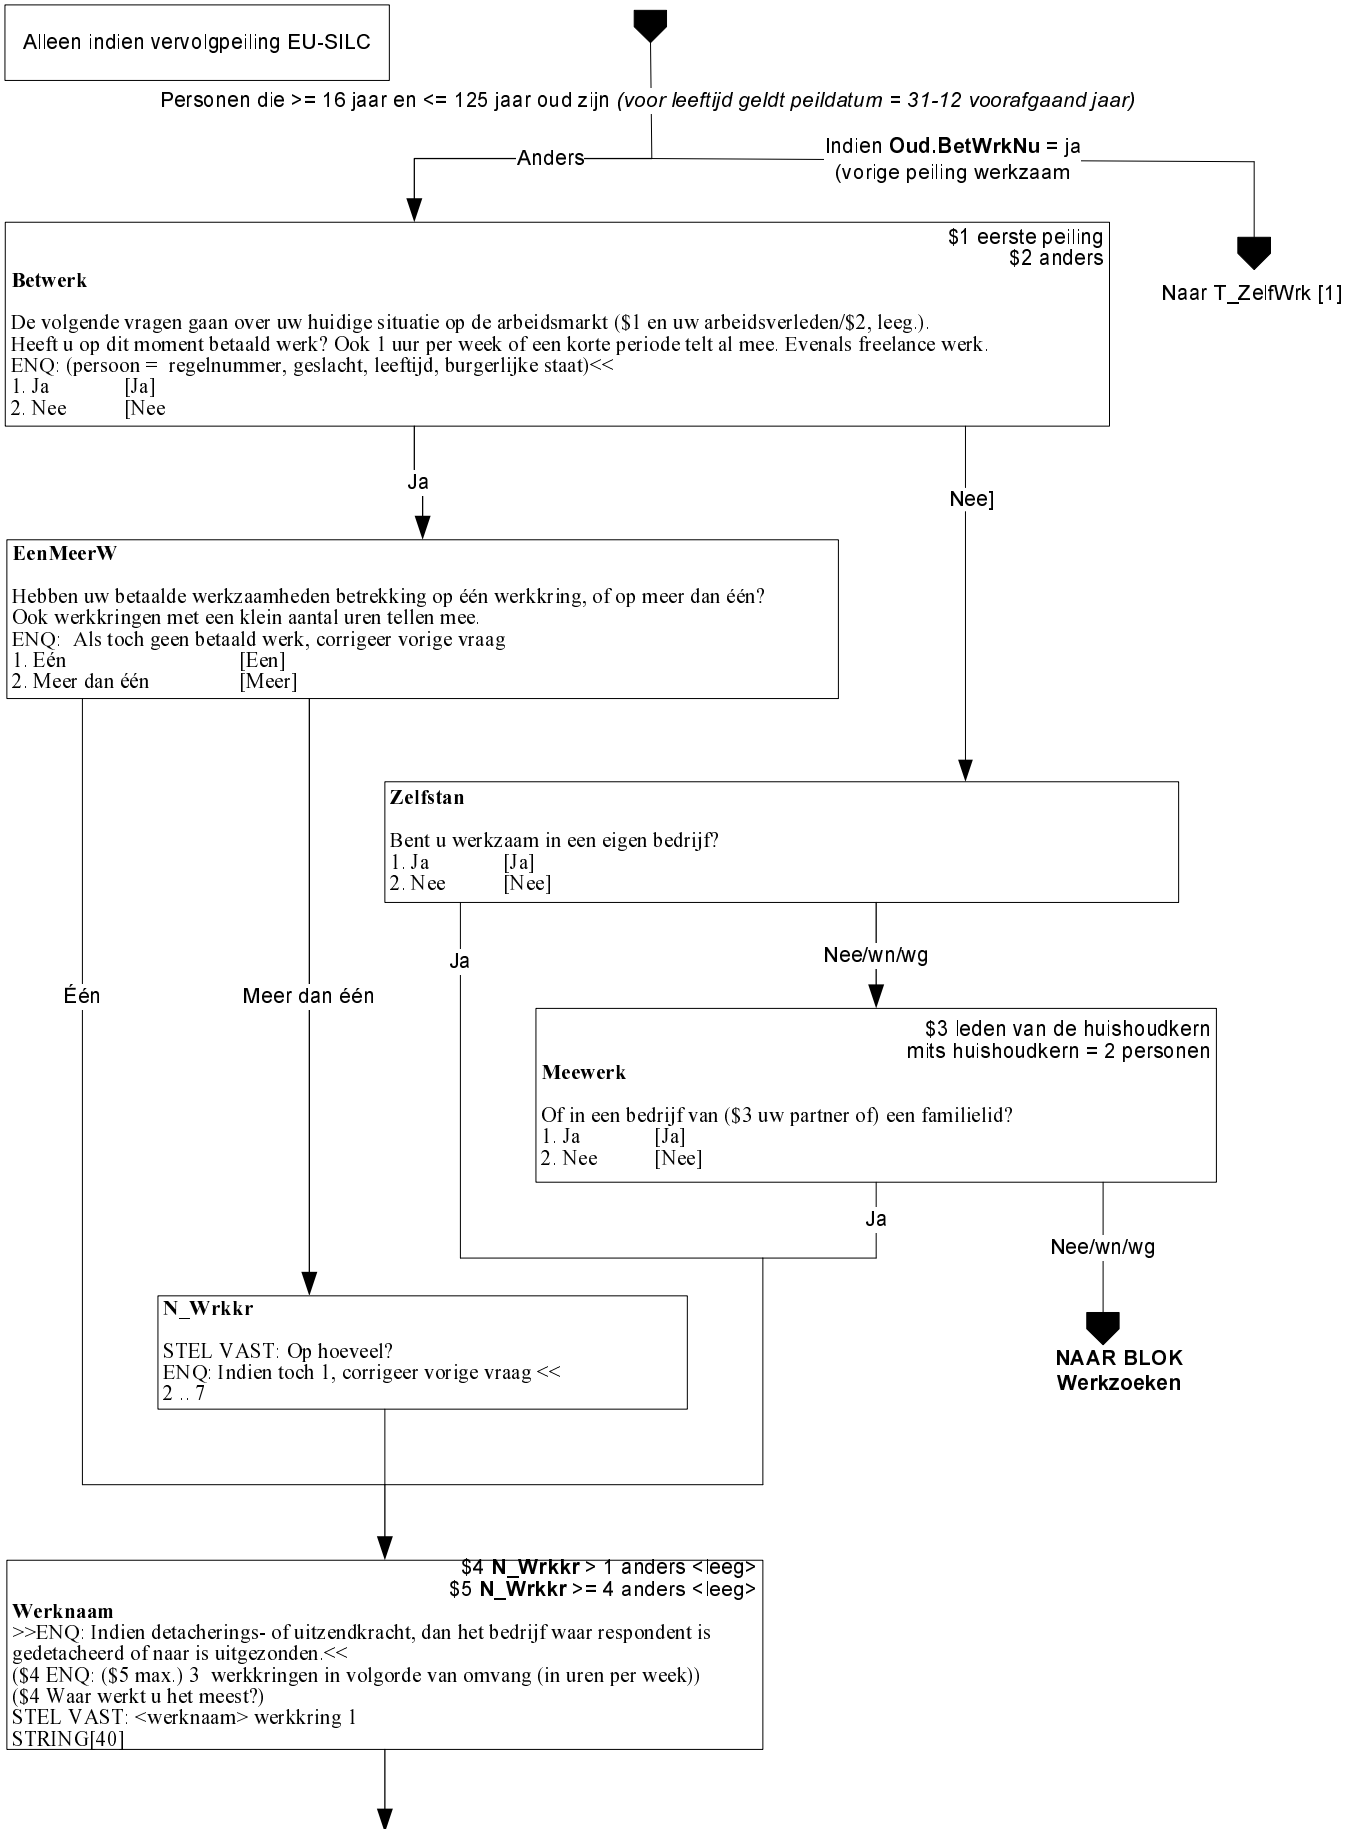 Alleen indien vervolgpeiling EU-SILC
Personen die >= 16 jaar en <= 125 jaar oud zijn (voor leeftijd geldt peildatum = 31-12 voorafgaand jaar)
Anders
Indien Oud.BetWrkNu = ja
(vorige peiling werkzaam
Naar T_ZelfWrk [1]
$1 eerste peiling
$2 anders
Betwerk
De volgende vragen gaan over uw huidige situatie op de arbeidsmarkt ($1 en uw arbeidsverleden/$2, leeg.).
Heeft u op dit moment betaald werk? Ook 1 uur per week of een korte periode telt al mee. Evenals freelance werk.
ENQ: (persoon =  regelnummer, geslacht, leeftijd, burgerlijke staat)<<
1. Ja [Ja]
2. Nee [Nee
Ja
Nee]
EenMeerW
Hebben uw betaalde werkzaamheden betrekking op één werkkring, of op meer dan één?
Ook werkkringen met een klein aantal uren tellen mee.
ENQ:  Als toch geen betaald werk, corrigeer vorige vraag
1. Eén [Een]
2. Meer dan één [Meer]
Zelfstan
Bent u werkzaam in een eigen bedrijf?
1. Ja [Ja]
2. Nee [Nee]
Ja
Nee/wn/wg
Één
Meer dan één
$3 leden van de huishoudkern
mits huishoudkern = 2 personen
Meewerk
Of in een bedrijf van ($3 uw partner of) een familielid?
1. Ja [Ja]
2. Nee [Nee]
Ja
Nee/wn/wg
NAAR BLOK
Werkzoeken
N_Wrkkr
STEL VAST: Op hoeveel?
ENQ: Indien toch 1, corrigeer vorige vraag <<
2 .. 7
$4 N_Wrkkr > 1 anders <leeg>
$5 N_Wrkkr >= 4 anders <leeg>
Werknaam
>>ENQ: Indien detacherings- of uitzendkracht, dan het bedrijf waar respondent is
gedetacheerd of naar is uitgezonden.<<
($4 ENQ: ($5 max.) 3  werkkringen in volgorde van omvang (in uren per week))
($4 Waar werkt u het meest?)
STEL VAST: <werknaam> werkkring 1
STRING[40]